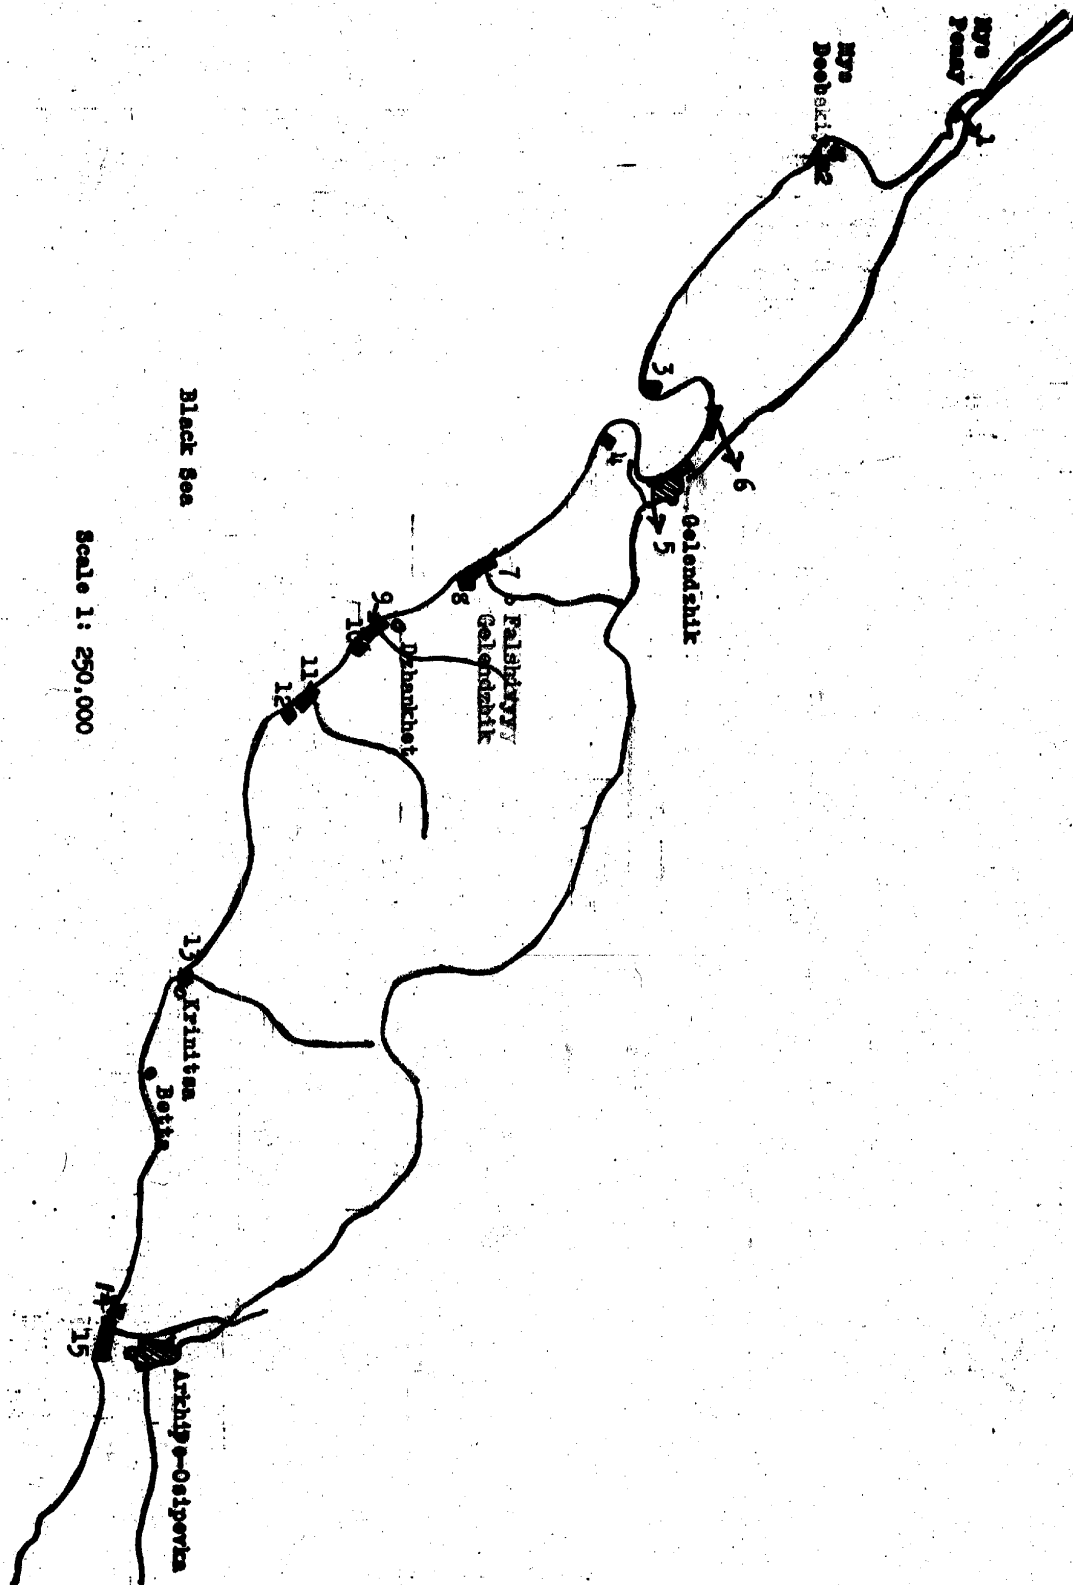 Mys
Penay
1
Mys
Doobskiy
2
3
4
6
5
Gelendzhik
7
8
Falshivyy
Gelendzhik
9
10
Dzhankhot
11
12
Black Sea
Scale 1: 250,000
13
Krinitsa
Betta
14
15
Arkhipo-Osipovka